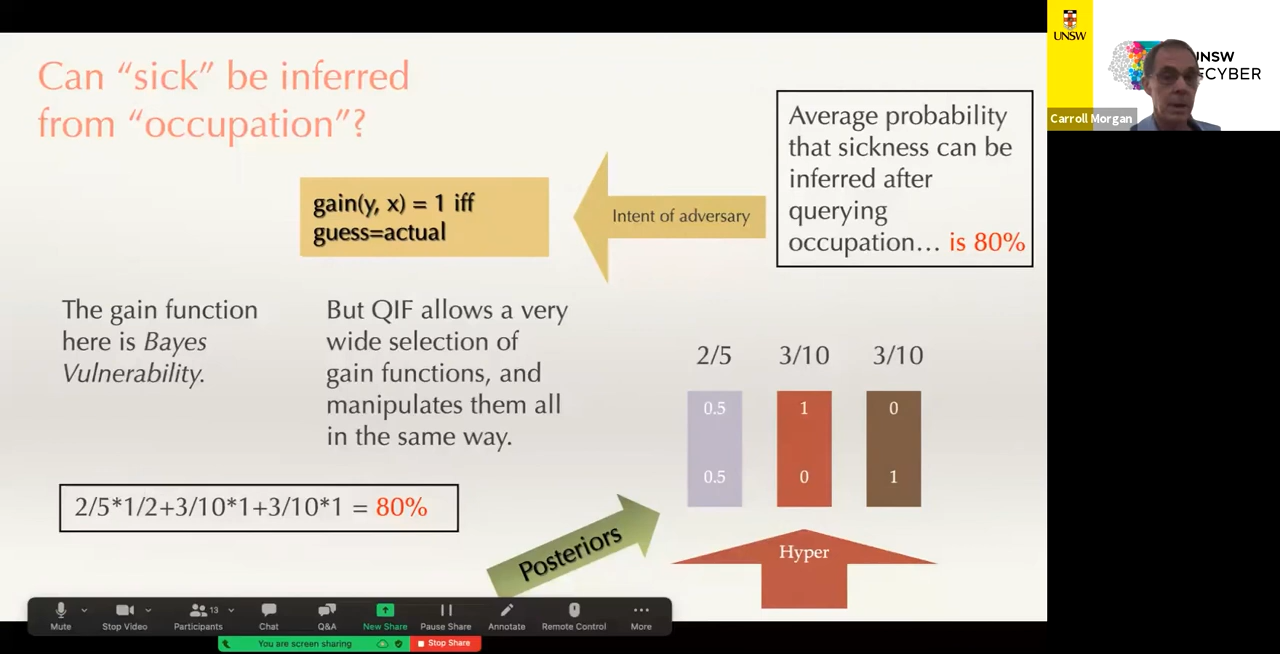 Can “sick” be inferred
from “occupation”?
gain(y, x) = 1 iff
guess=actual
Intent of adversary
Average probability
that sickness can be
inferred after
querying
occupation… is 80%
The gain function
here is Bayes
Vulnerability.
But QIF allows a very
wide selection of
gain functions, and
manipulates them all
in the same way.
2/5 3/10 3/10
0.5 1 0
0.5 0 1
2/5*1/2+3/10*1+3/10*1 = 80%
Posteriors
Hyper
UNSW
Carroll Morgan
CYBER
13
Mute
Stop Video
Participants
Chat
Q&A
New Share
Pause Share
Annotate
Remote Control
More
You are screen sharing
Stop Share